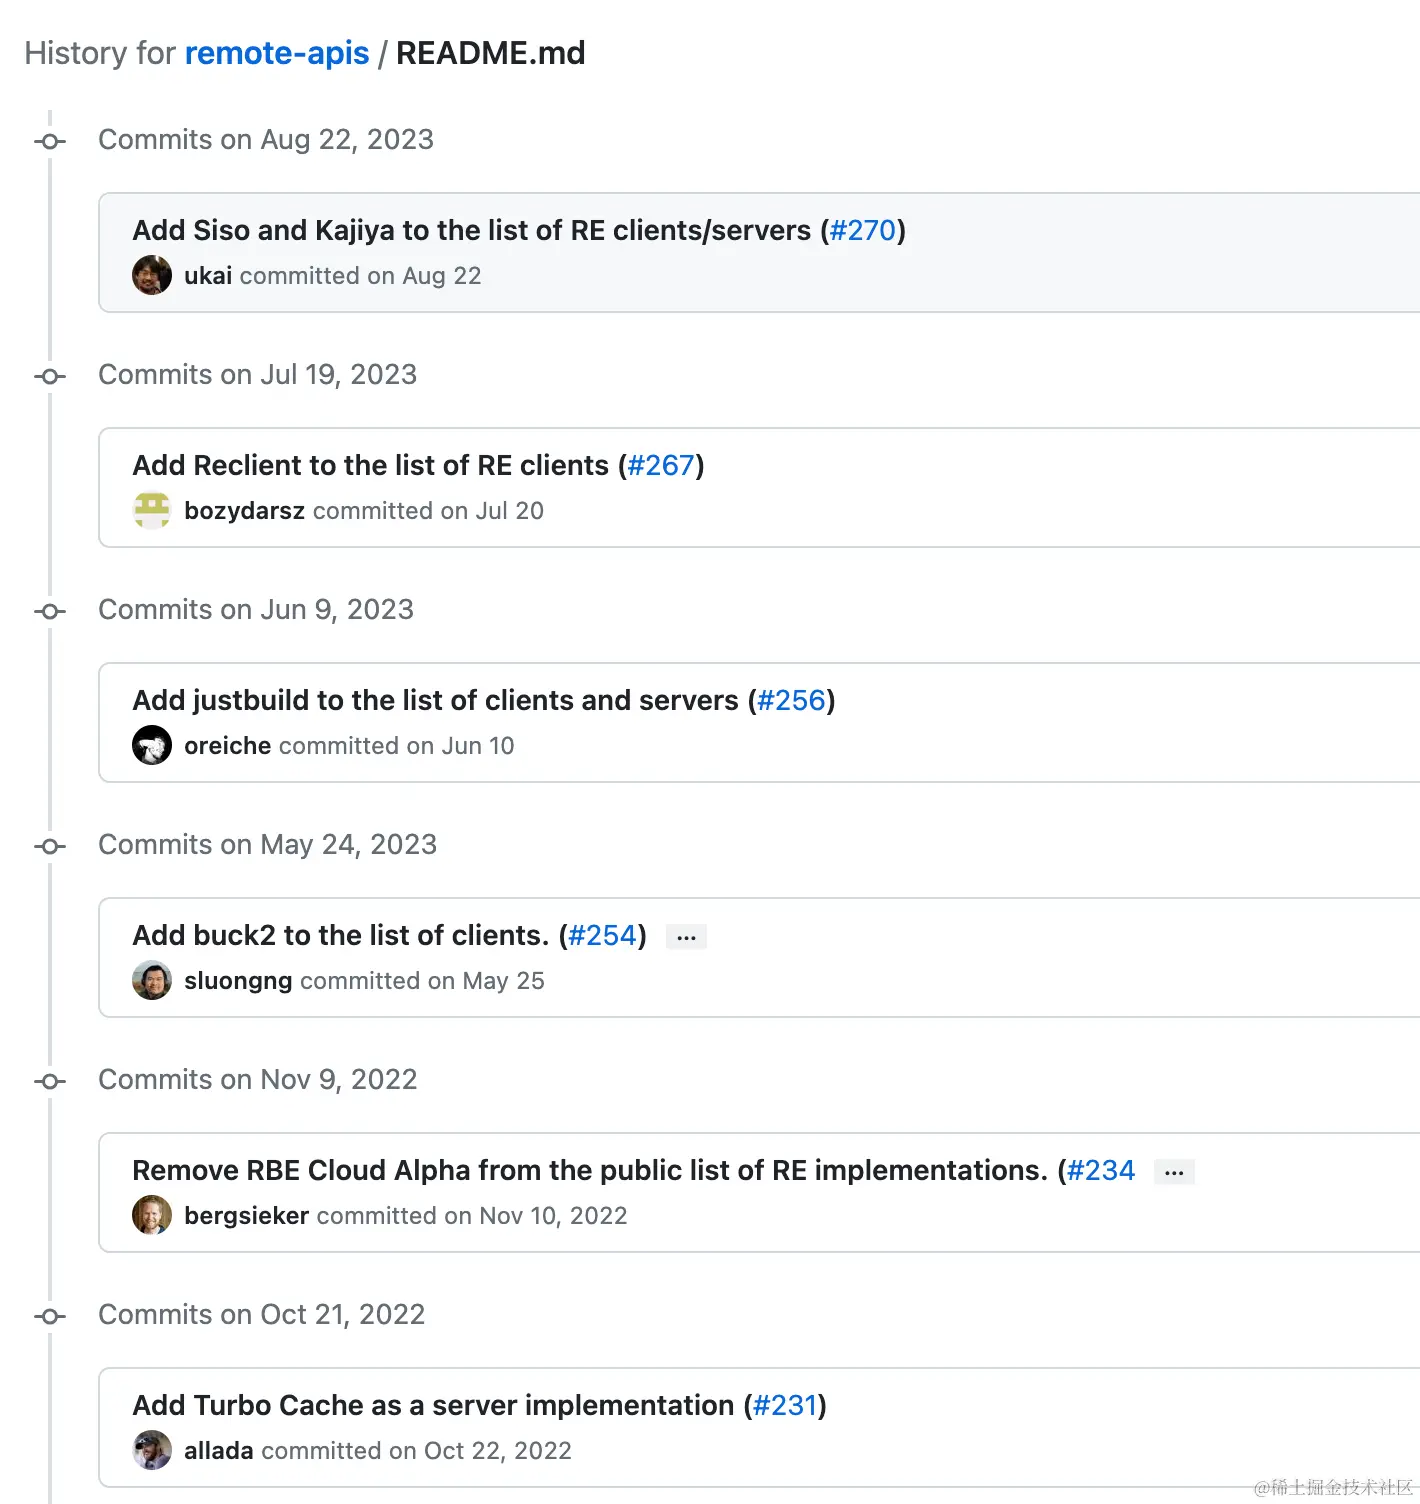 History for remote-apis / README.md
Commits on Aug 22, 2023
Add Siso and Kajiya to the list of RE clients/servers (#270)
ukai committed on Aug 22
Commits on Jul 19, 2023
Add Reclient to the list of RE clients (#267)
bozydarsz committed on Jul 20
Commits on Jun 9, 2023
Add justbuild to the list of clients and servers (#256)
oreiche committed on Jun 10
Commits on May 24, 2023
Add buck2 to the list of clients. (#254) …
sluongng committed on May 25
Commits on Nov 9, 2022
Remove RBE Cloud Alpha from the public list of RE implementations. (#234 …
bergsieker committed on Nov 10, 2022
Commits on Oct 21, 2022
Add Turbo Cache as a server implementation (#231)
allada committed on Oct 22, 2022
@稀土掘金技术社区